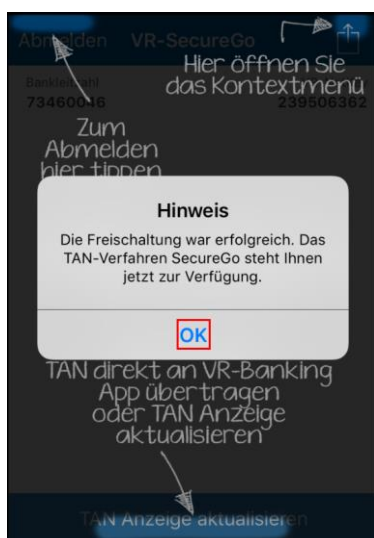 Abmelden VR-SecureGo
Hier öffnen Sie
das Kontextmenü
Bankleitzahl
73460046
239506362
Zum
Abmelden
hier tippen
Hinweis
Die Freischaltung war erfolgreich. Das
TAN-Verfahren SecureGo steht Ihnen
jetzt zur Verfügung.
OK
TAN direkt an VR-Banking
App übertragen
oder TAN Anzeige
aktualisieren
TAN Anzeige aktualisieren